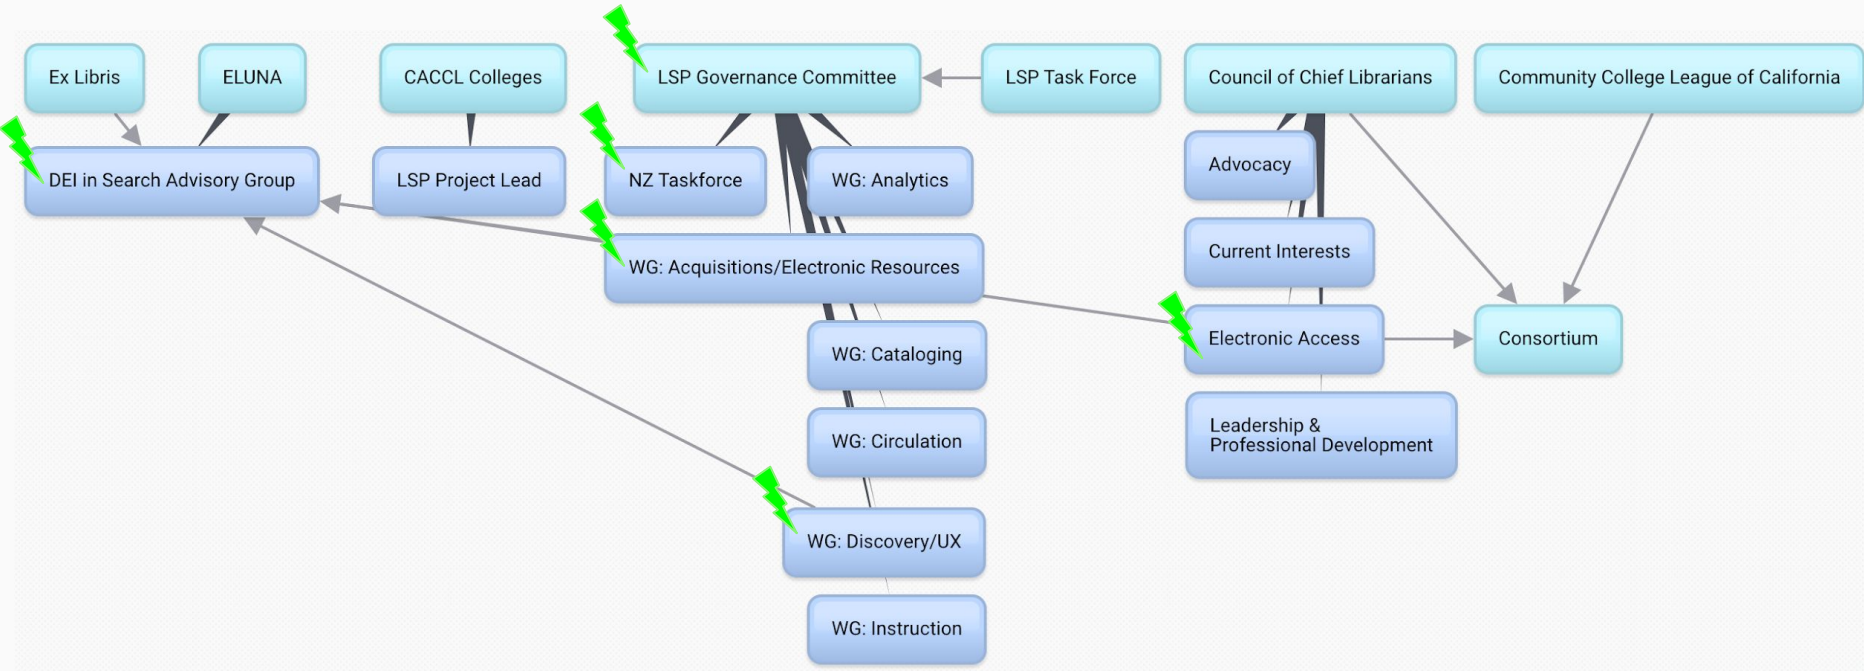 Ex Libris
ELUNA
CACCL Colleges
LSP Governance Committee
LSP Task Force
Council of Chief Librarians
Community College League of California
DEI in Search Advisory Group
LSP Project Lead
NZ Taskforce
WG: Analytics
Advocacy
WG: Acquisitions/Electronic Resources
Current Interests
WG: Cataloging
Electronic Access
Consortium
WG: Circulation
Leadership &
Professional Development
WG: Discovery/UX
WG: Instruction